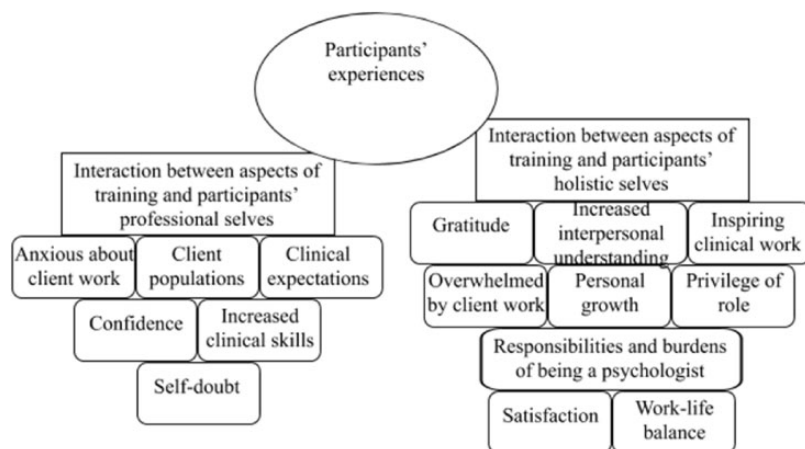 Participants'
experiences
Interaction between aspects of
training and participants'
professional selves
Anxious about
client work
Client
populations
Clinical
expectations
Confidence
Increased
clinical skills
Self-doubt
Interaction between aspects of
training and participants'
holistic selves
Gratitude
Increased
interpersonal
understanding
Inspiring
clinical work
Overwhelmed
by client work
Personal
growth
Privilege of
role
Responsibilities and burdens
of being a psychologist
Satisfaction
Work-life
balance